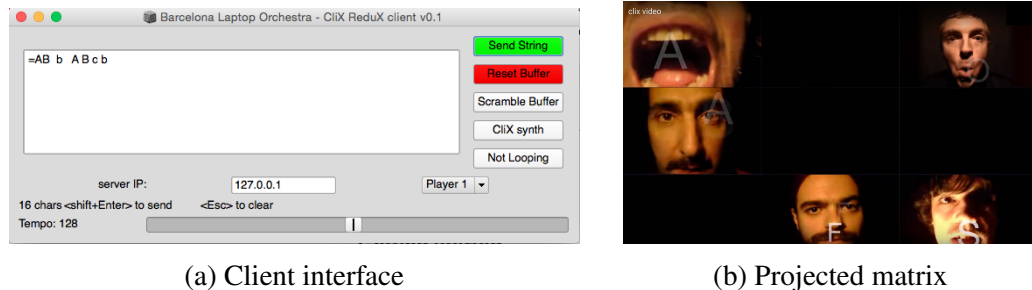 Barcelona Laptop Orchestra - CliX ReduX client v0.1
=AB b A B c b
Send String
Reset Buffer
Scramble Buffer
CliX synth
Not Looping
server IP:
127.0.0.1
Player 1
16 chars <shift+Enter> to send
<Esc> to clear
Tempo: 128
(a) Client interface
clix video
A
O
A
F
S
(b) Projected matrix